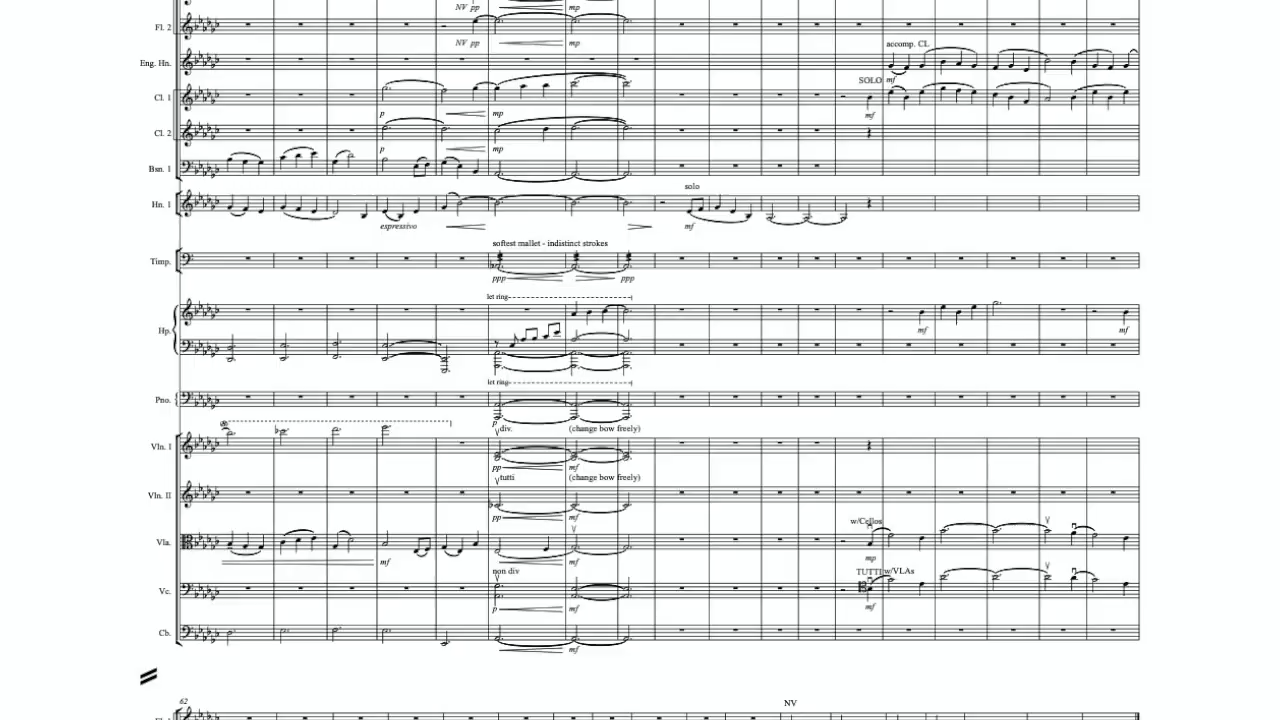 NV pp mp
Fl. 2
NV pp mp
accomp. CL
Eng. Hn.
SOLO mf
Cl. 1
p mp mf
Cl. 2
p mp
Bsn. 1
solo
Hn. 1
espressivo mf
softest mallet - indistinct strokes
Timp.
ppp ppp
let ring
Hp.
mf mf
let ring
Pno.
p
div. (change bow freely)
Vln. I
pp mf
tutti (change bow freely)
Vln. II
pp mf
w/Cellos
Vla.
mf mf mp
non div TUTTI w/VLAs
Vc.
p mf mf
Cb.
mf
62
NV